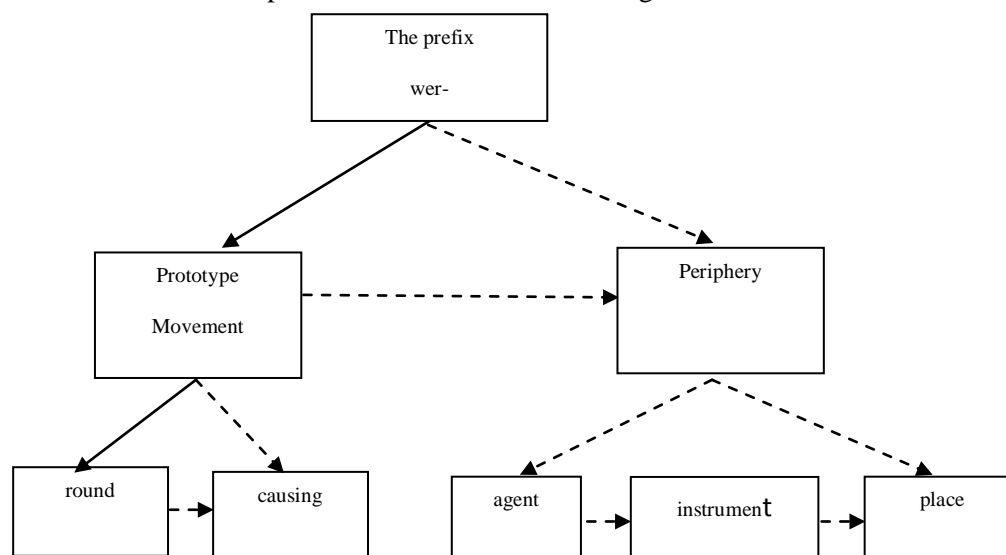 The prefix
wer-
Prototype
Movement
Periphery
round
causing
agent
instrument
place